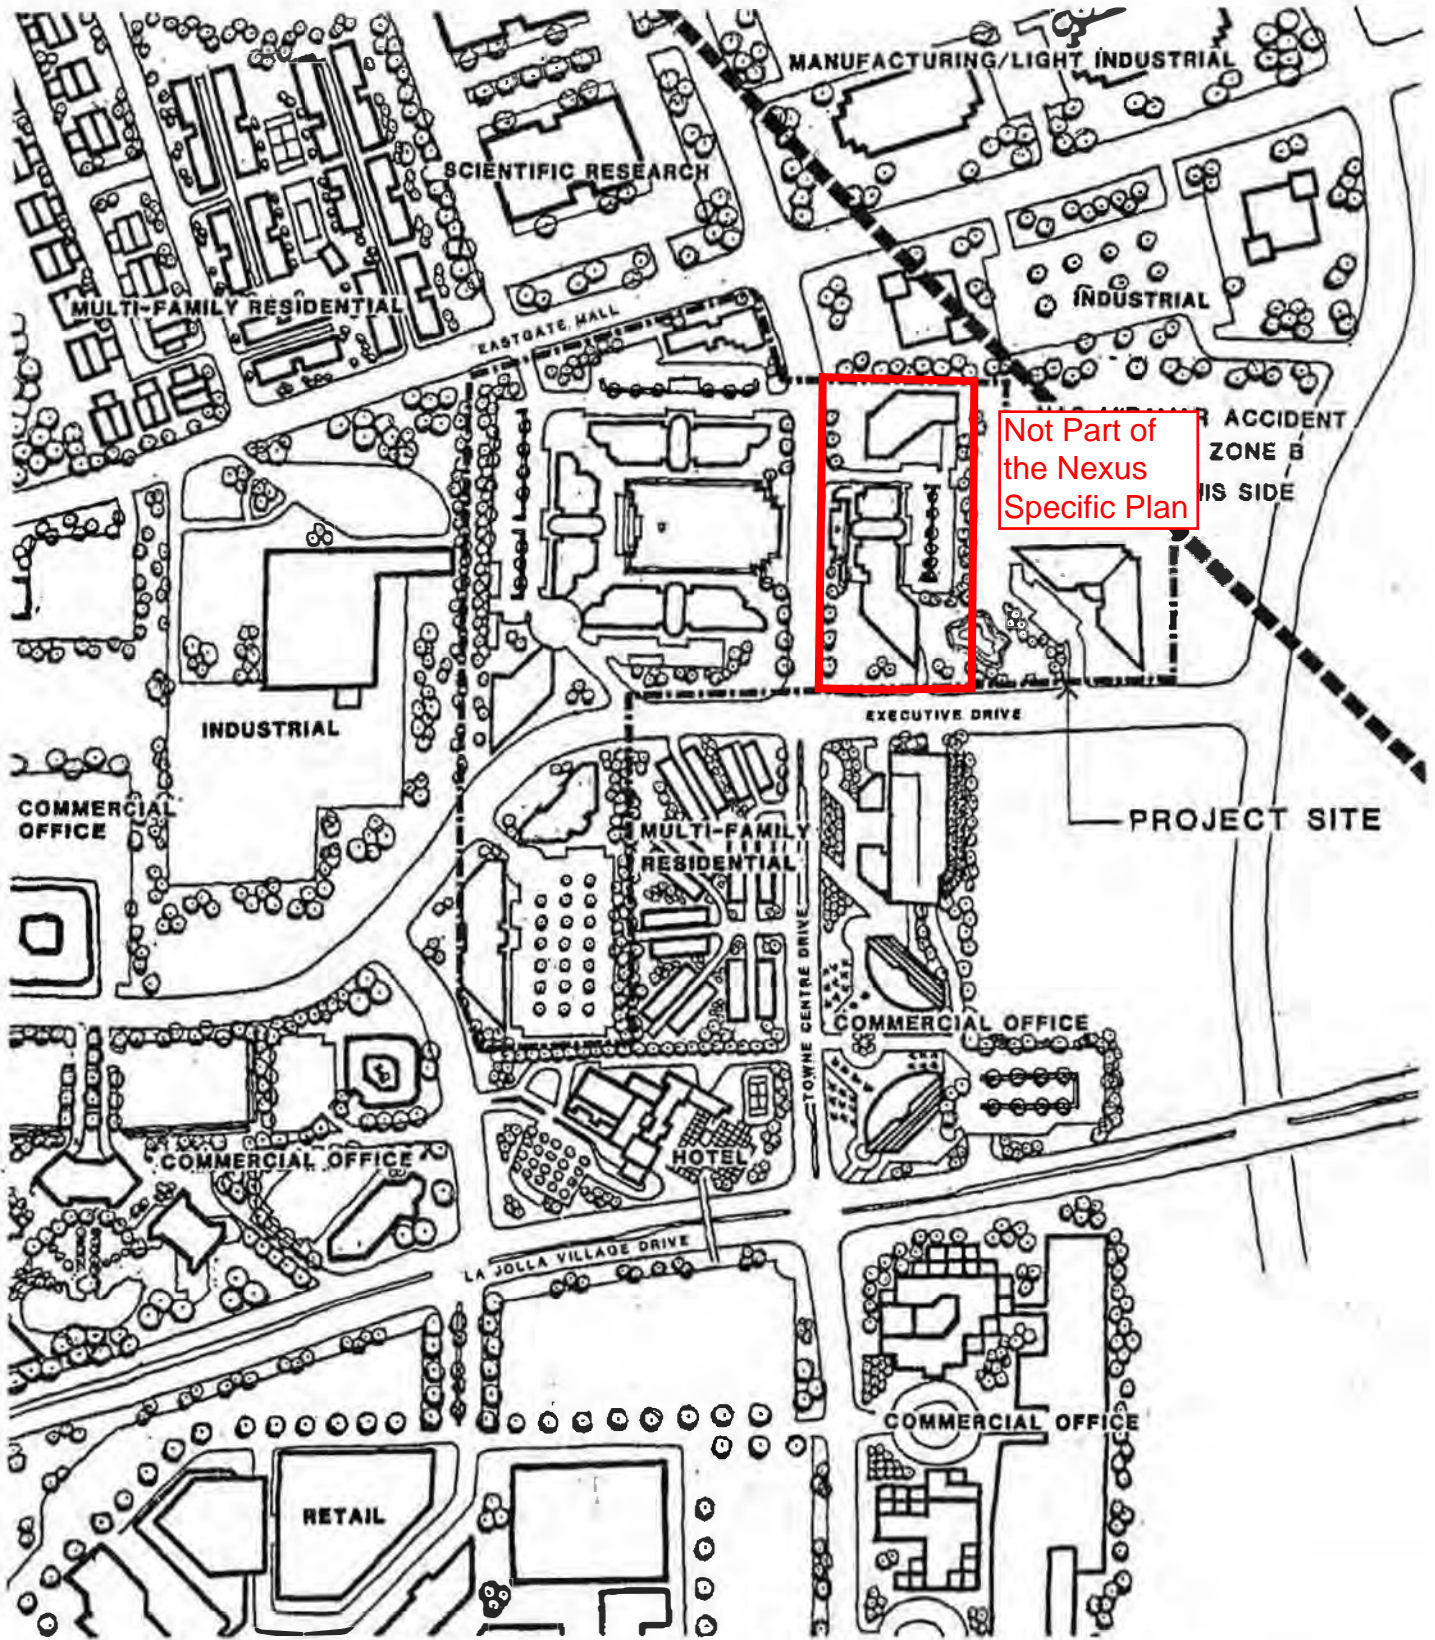 MANUFACTURING/LIGHT INDUSTRIAL
SCIENTIFIC RESEARCH
MULTI-FAMILY RESIDENTIAL
INDUSTRIAL
EASTGATE MALL
ACCIDENT
ZONE B
SIDE
Not Part of
the Nexus
Specific Plan
INDUSTRIAL
EXECUTIVE DRIVE
COMMERCIAL
OFFICE
PROJECT SITE
MULTI-FAMILY
RESIDENTIAL
TOWNE CENTRE DRIVE
COMMERCIAL OFFICE
COMMERCIAL OFFICE
HOTEL
LA JOLLA VILLAGE DRIVE
COMMERCIAL OFFICE
RETAIL